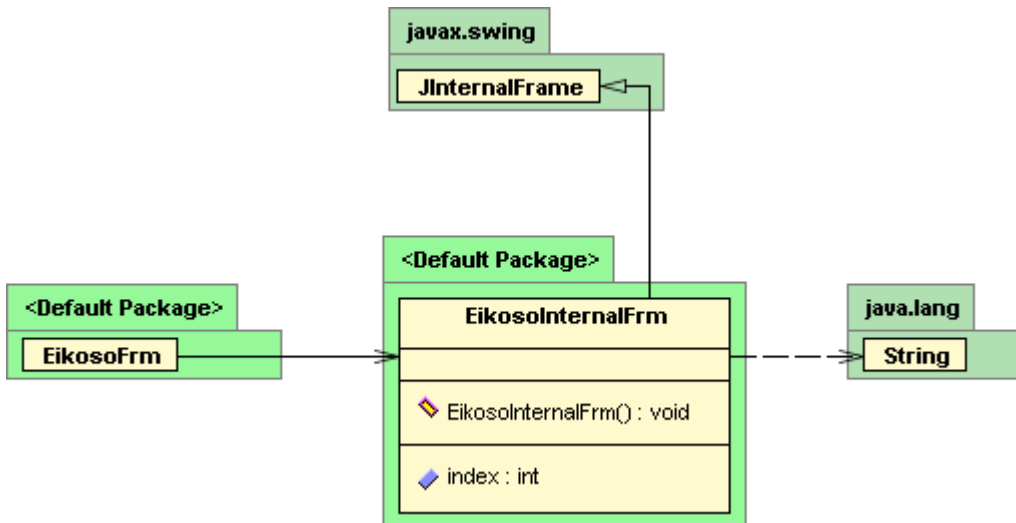 javax.swing
JInternalFrame
<Default Package>
<Default Package>
EikosoInternalFrm
java.lang
EikosoFrm
String
EikosoInternalFrm() : void
index : int